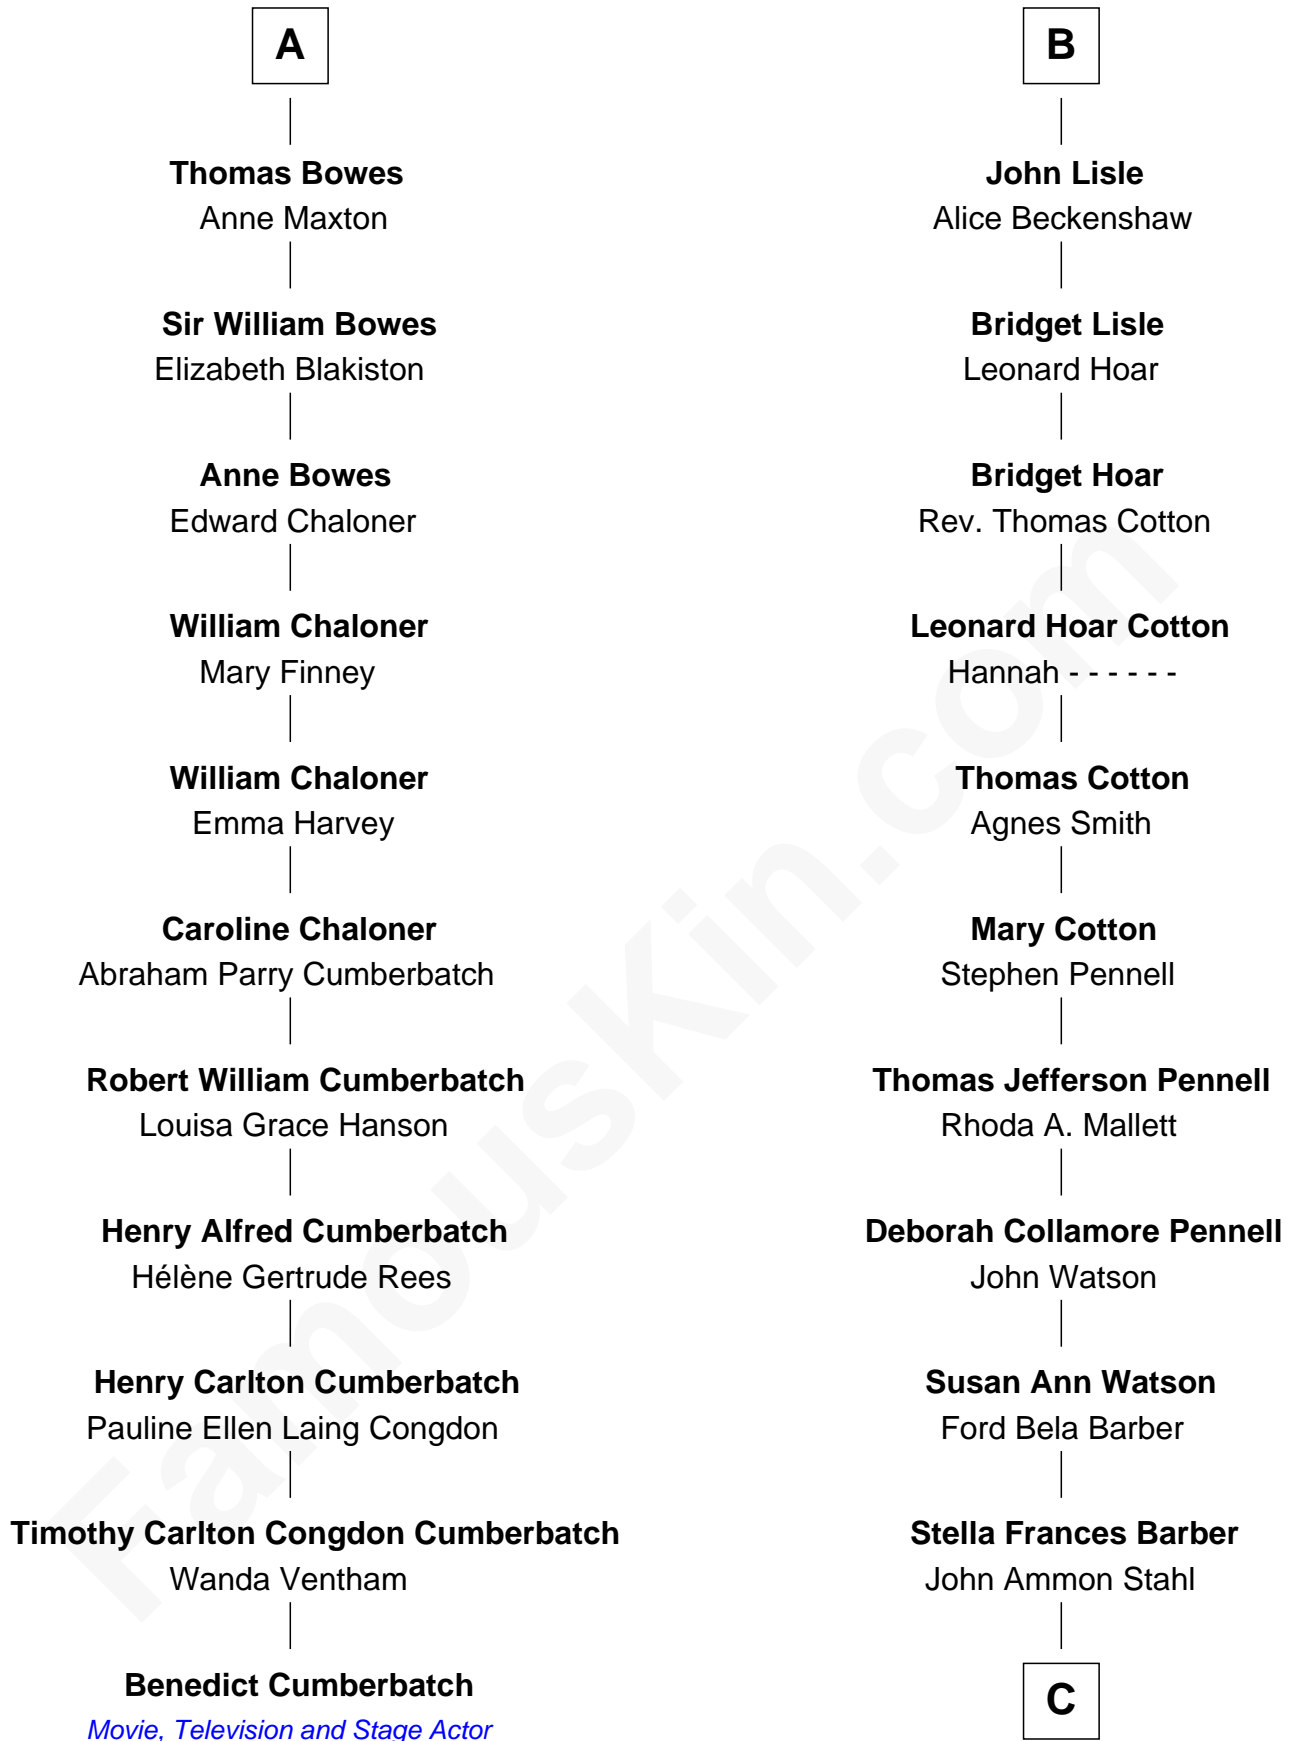 A
Thomas Bowes
Anne Maxton
Sir William Bowes
Elizabeth Blakiston
Anne Bowes
Edward Chaloner
William Chaloner
Mary Finney
William Chaloner
Emma Harvey
Caroline Chaloner
Abraham Parry Cumberbatch
Robert William Cumberbatch
Louisa Grace Hanson
Henry Alfred Cumberbatch
Hélène Gertrude Rees
Henry Carlton Cumberbatch
Pauline Ellen Laing Congdon
Timothy Carlton Congdon Cumberbatch
Wanda Ventham
Benedict Cumberbatch
Movie, Television and Stage Actor
B
John Lisle
Alice Beckenshaw
Bridget Lisle
Leonard Hoar
Bridget Hoar
Rev. Thomas Cotton
Leonard Hoar Cotton
Hannah - - - - - -
Thomas Cotton
Agnes Smith
Mary Cotton
Stephen Pennell
Thomas Jefferson Pennell
Rhoda A. Mallett
Deborah Collamore Pennell
John Watson
Susan Ann Watson
Ford Bela Barber
Stella Frances Barber
John Ammon Stahl
C
FamousKin.com